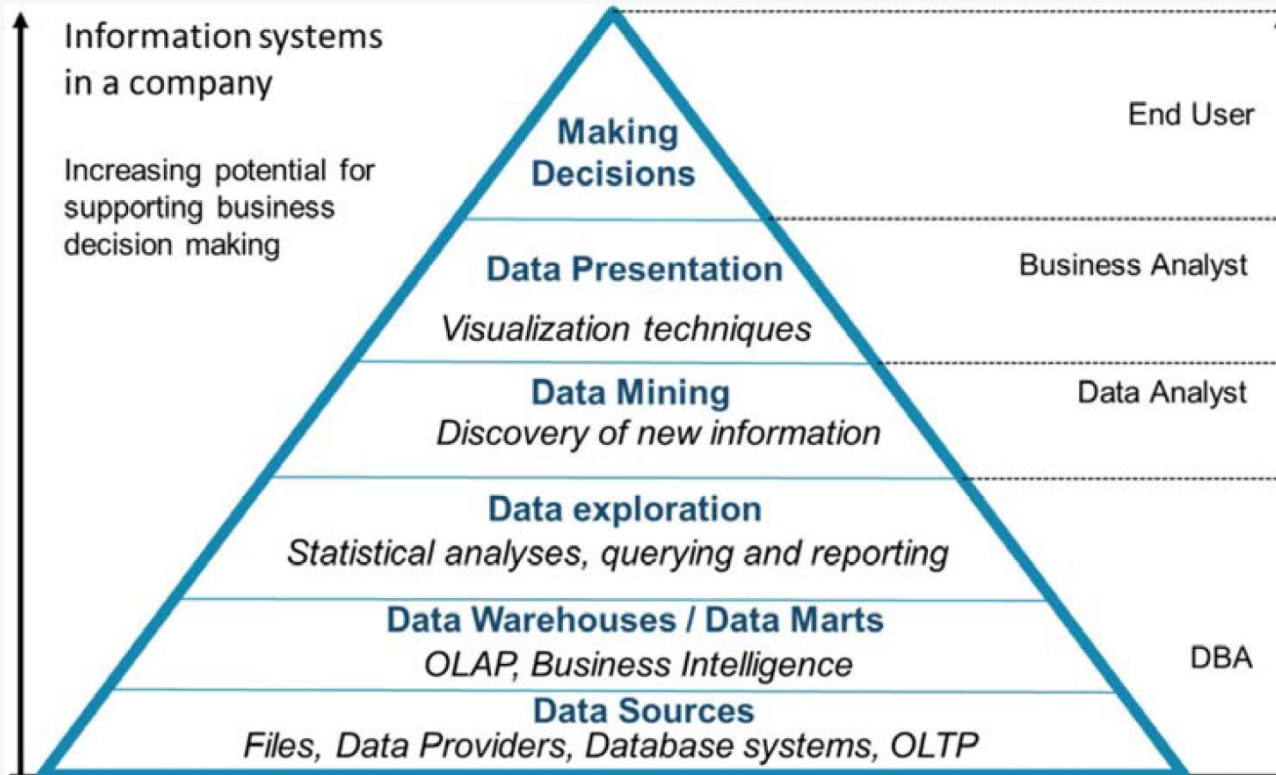 Information systems
in a company
Increasing potential for
supporting business
decision making
Making
Decisions
End User
Data Presentation
Visualization techniques
Business Analyst
Data Mining
Discovery of new information
Data Analyst
Data exploration
Statistical analyses, querying and reporting
Data Warehouses / Data Marts
OLAP, Business Intelligence
DBA
Data Sources
Files, Data Providers, Database systems, OLTP